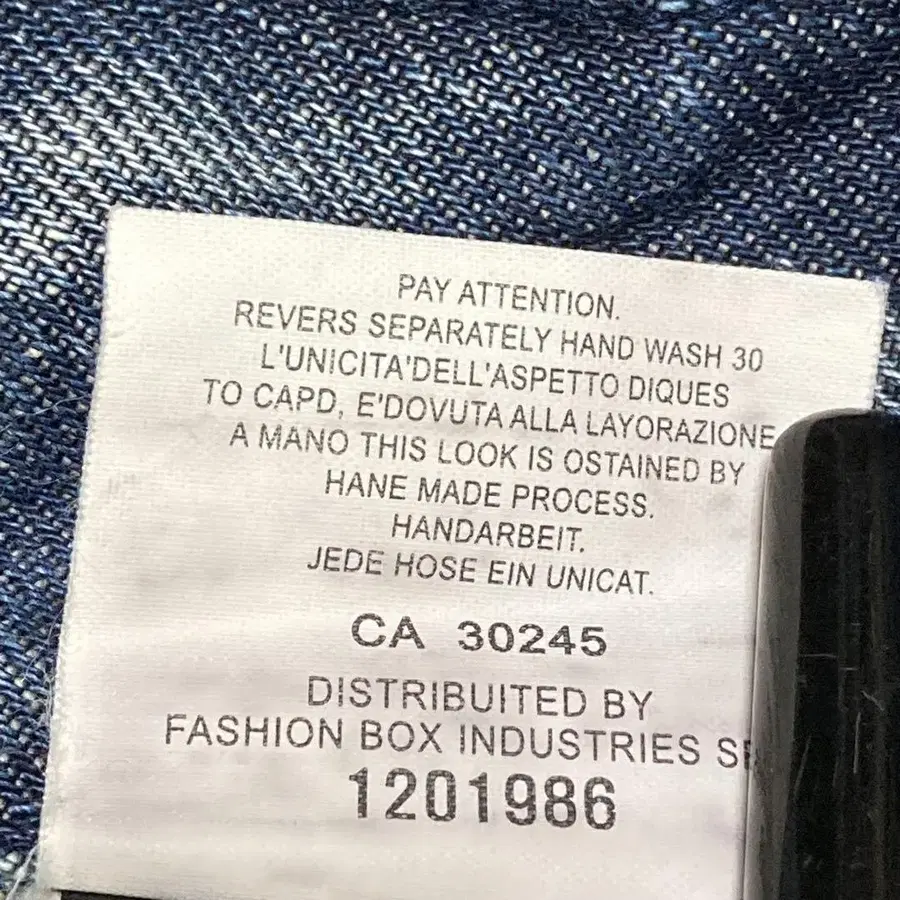 PAY ATTENTION.
REVERS SEPARATELY HAND WASH 30
L'UNICITA'DELL'ASPETTO DIQUES
TO CAPD, E'DOVUTA ALLA LAYORAZIONE
A MANO THIS LOOK IS OSTAINED BY
HANE MADE PROCESS.
HANDARBEIT.
JEDE HOSE EIN UNICAT.
CA 30245
DISTRIBUITED BY
FASHION BOX INDUSTRIES
1201986